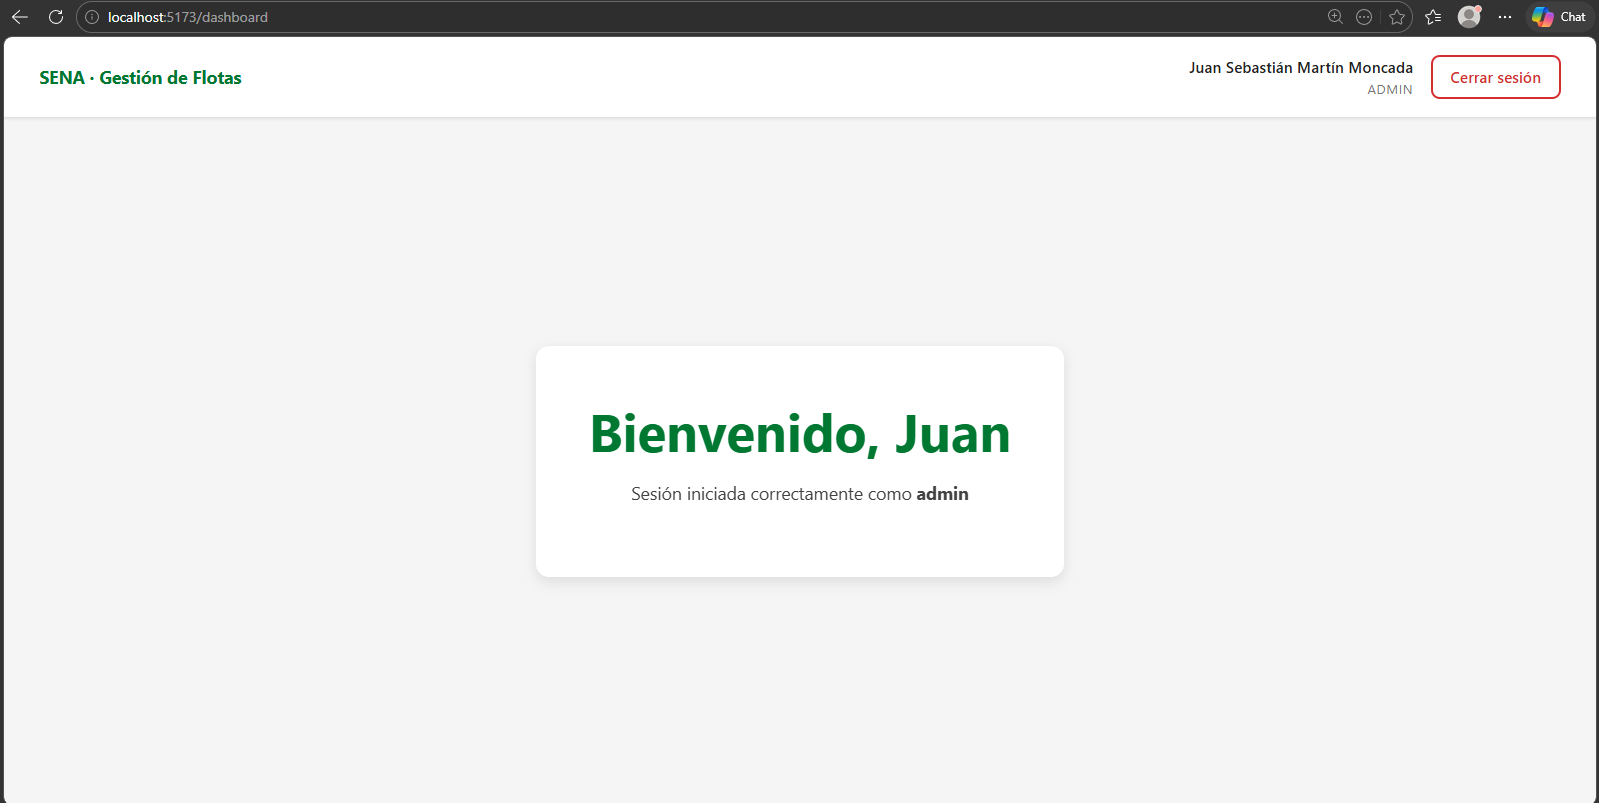 localhost:5173/dashboard
Chat
SENA · Gestión de Flotas
Juan Sebastián Martín Moncada
ADMIN
Cerrar sesión
Bienvenido, Juan
Sesión iniciada correctamente como admin